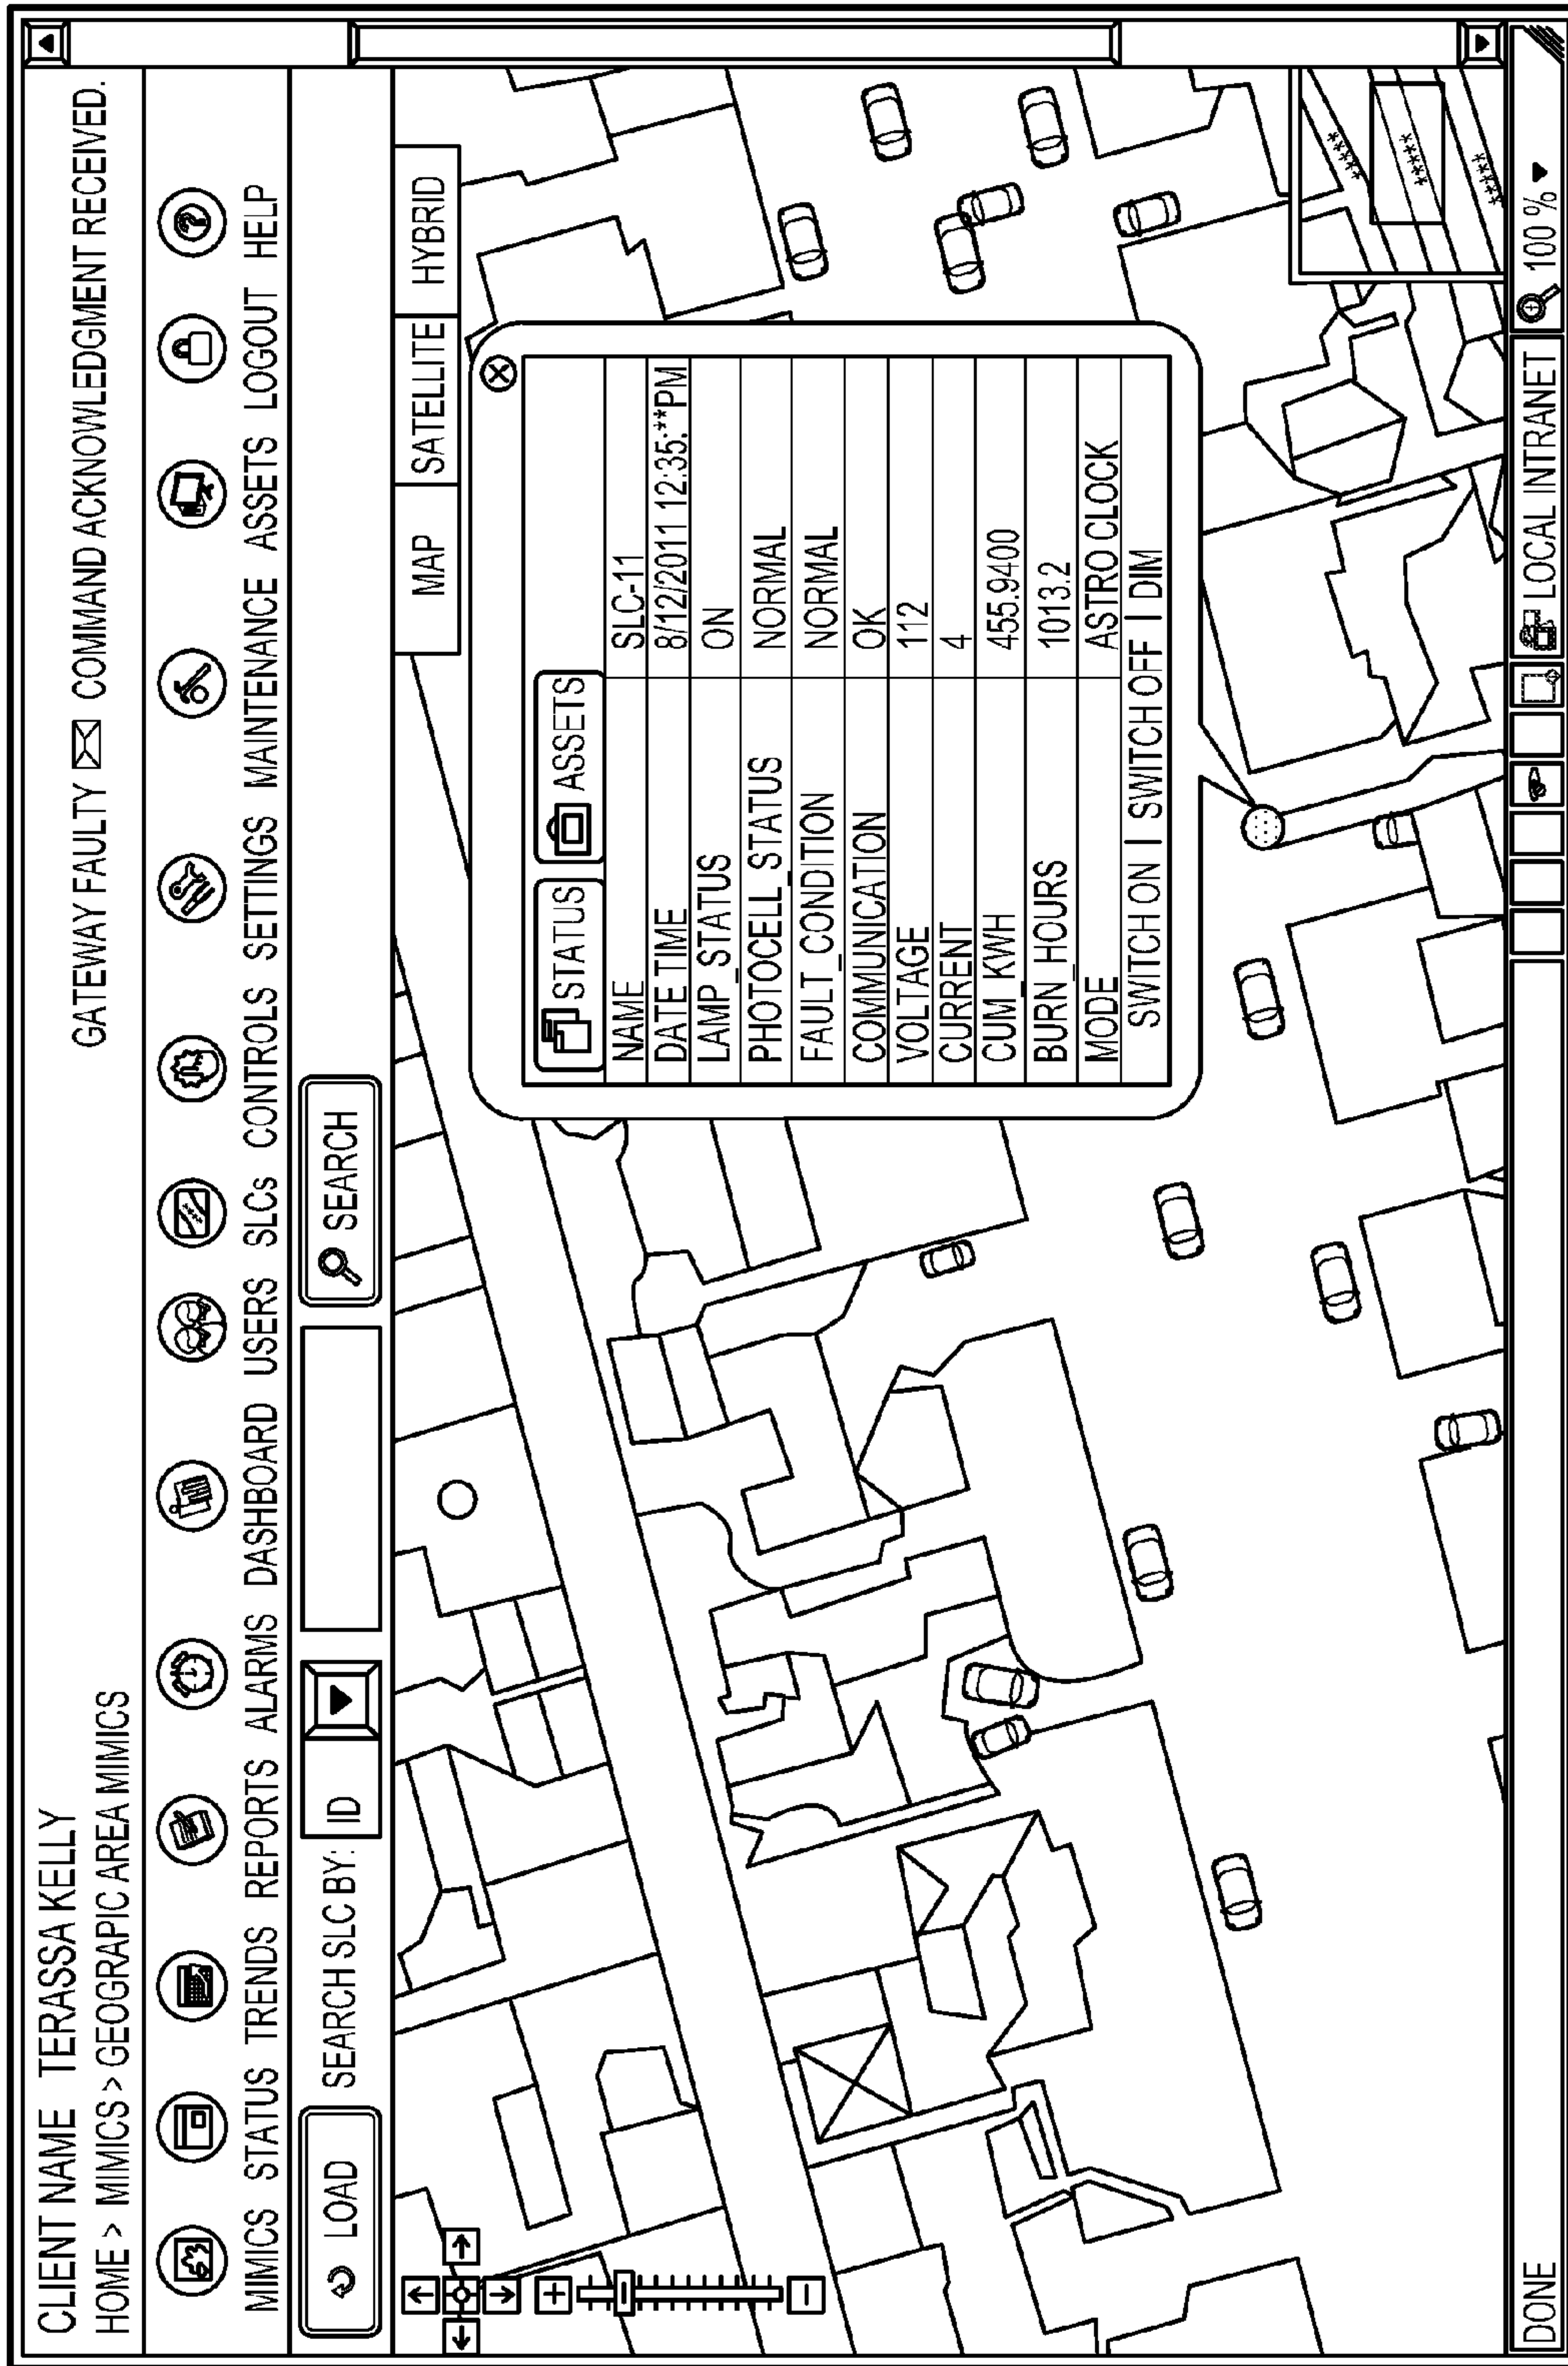 CLIENT NAME TERASSA KELLY
GATEWAY FAULTY COMMAND ACKNOWLEDGMENT RECEIVED.
HOME > MIMICS > GEOGRAPIC AREA MIMICS
MIMICS STATUS TRENDS REPORTS ALARMS DASHBOARD USERS SLCs CONTROLS SETTINGS MAINTENANCE ASSETS LOGOUT HELP
LOAD SEARCH SLC BY: ID SEARCH
MAP SATELLITE HYBRID
STATUS ASSETS
NAME SLC-11
DATE TIME 8/12/2011 12:35:**PM
LAMP_STATUS ON
PHOTOCELL_STATUS NORMAL
FAULT_CONDITION NORMAL
COMMUNICATION OK
VOLTAGE 112
CURRENT 4
CUM_KWH 455.9400
BURN_HOURS 1013.2
MODE ASTRO CLOCK
SWITCH ON | SWITCH OFF | DIM
****
****
****
DONE LOCAL INTRANET 100 %